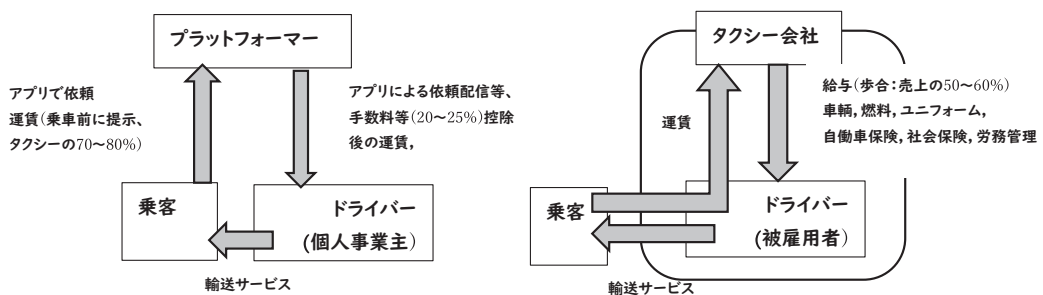 プラットフォーマー
アプリで依頼
運賃(乗車前に提示、
タクシーの70～80%)
アプリによる依頼配信等、
手数料等(20～25%)控除
後の運賃,
乗客
ドライバー
(個人事業主)
輸送サービス
タクシー会社
運賃
給与(歩合:売上の50～60%)
車輌,燃料,ユニフォーム,
自働車保険,社会保険,労務管理
乗客
ドライバー
(被雇用者)
輸送サービス